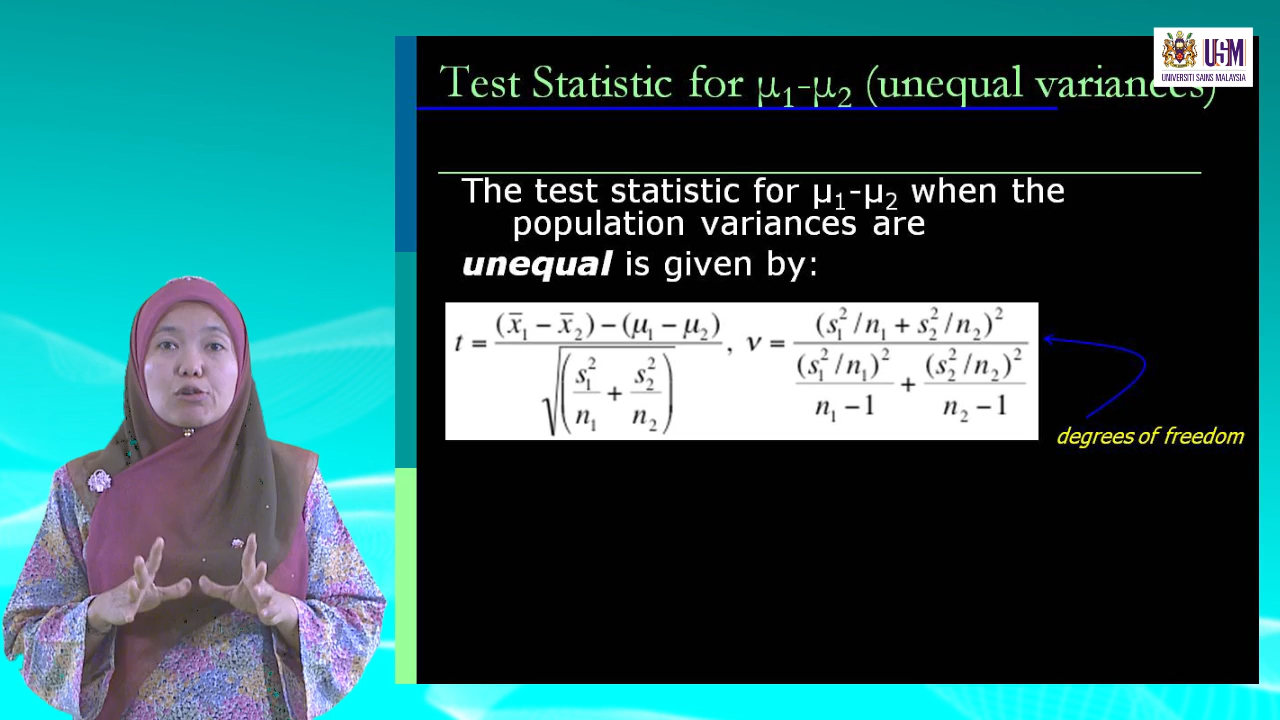 USM
UNIVERSITI SAINS MALAYSIA
Test Statistic for μ₁-μ₂ (unequal variances)
The test statistic for μ₁-μ₂ when the
population variances are
unequal is given by:
t = ((x̄₁ − x̄₂) − (μ₁ − μ₂)) / √(s₁²/n₁ + s₂²/n₂), ν = (s₁²/n₁ + s₂²/n₂)² / ((s₁²/n₁)²/(n₁ − 1) + (s₂²/n₂)²/(n₂ − 1))
degrees of freedom